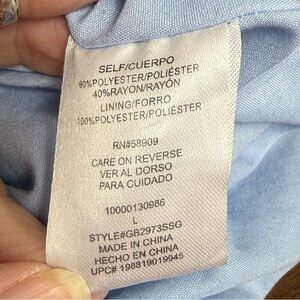 SELF/CUERPO
60%POLYESTER/POLIÉSTER
40%RAYON/RAYÓN
LINING/FORRO
100%POLYESTER/POLIÉSTER
RN#58909
CARE ON REVERSE
VER AL DORSO
PARA CUIDADO
10000130986
L
STYLE#GB2973SSG
MADE IN CHINA
HECHO EN CHINA
UPC# 198819019945